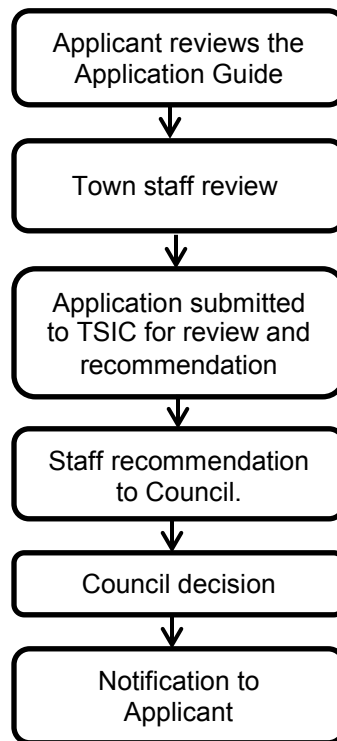 Applicant reviews the
Application Guide
Town staff review
Application submitted
to TSIC for review and
recommendation
Staff recommendation
to Council.
Council decision
Notification to
Applicant